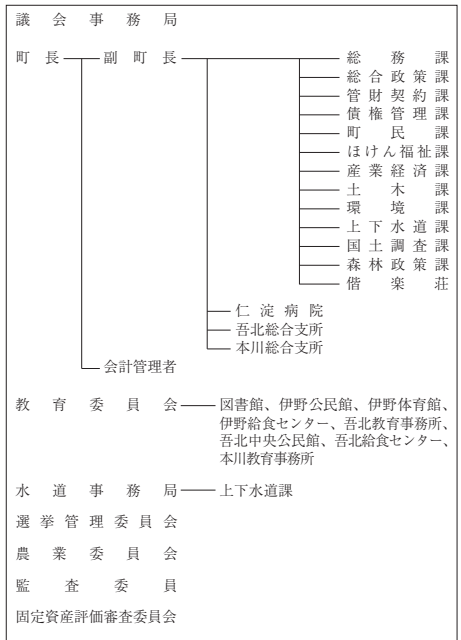 議会事務局
町長 副町長 総務課
総合政策課
管財契約課
債権管理課
町民課
ほけん福祉課
産業経済課
土木課
環境課
上下水道課
国土調査課
森林政策課
偕楽荘
仁淀病院
吾北総合支所
本川総合支所
会計管理者
教育委員会 図書館、伊野公民館、伊野体育館、
伊野給食センター、吾北教育事務所、
吾北中央公民館、吾北給食センター、
本川教育事務所
水道事務局 上下水道課
選挙管理委員会
農業委員会
監査委員
固定資産評価審査委員会